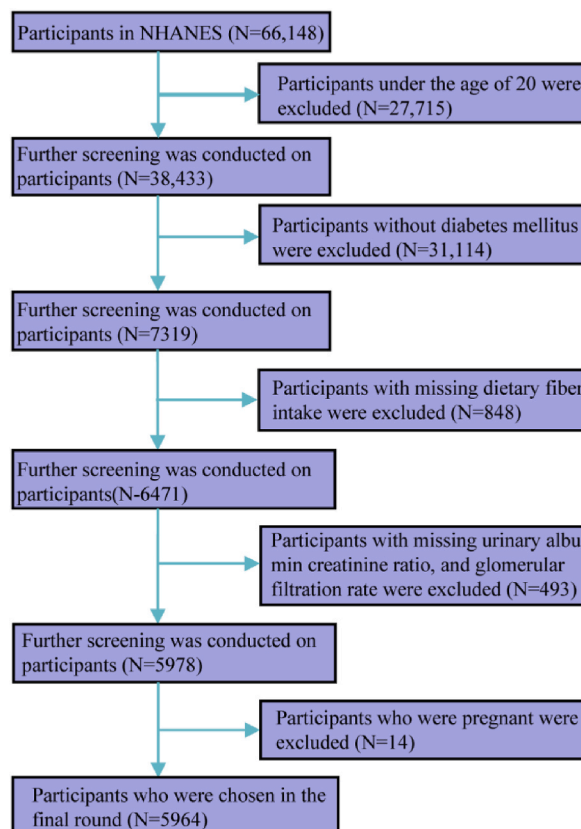 Participants in NHANES (N=66,148)
Participants under the age of 20 were
excluded (N=27,715)
Further screening was conducted on
participants (N=38,433)
Participants without diabetes mellitus
were excluded (N=31,114)
Further screening was conducted on
participants (N=7319)
Participants with missing dietary fiber
intake were excluded (N=848)
Further screening was conducted on
participants(N-6471)
Participants with missing urinary albu
min creatinine ratio, and glomerular
filtration rate were excluded (N=493)
Further screening was conducted on
participants (N=5978)
Participants who were pregnant were
excluded (N=14)
Participants who were chosen in the
final round (N=5964)